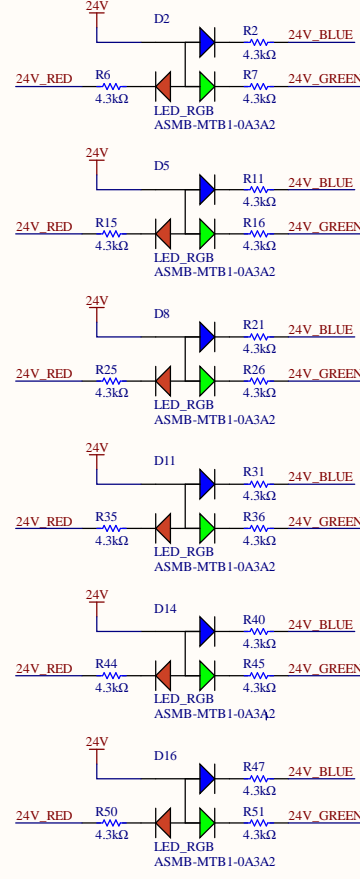 24V
D2
R2
24V_BLUE
4.3kΩ
24V_RED
R6
R7
24V_GREEN
4.3kΩ
4.3kΩ
LED_RGB
ASMB-MTB1-0A3A2
24V
D5
R11
24V_BLUE
4.3kΩ
24V_RED
R15
R16
24V_GREEN
4.3kΩ
4.3kΩ
LED_RGB
ASMB-MTB1-0A3A2
24V
D8
R21
24V_BLUE
4.3kΩ
24V_RED
R25
R26
24V_GREEN
4.3kΩ
4.3kΩ
LED_RGB
ASMB-MTB1-0A3A2
24V
D11
R31
24V_BLUE
4.3kΩ
24V_RED
R35
R36
24V_GREEN
4.3kΩ
4.3kΩ
LED_RGB
ASMB-MTB1-0A3A2
24V
D14
R40
24V_BLUE
4.3kΩ
24V_RED
R44
R45
24V_GREEN
4.3kΩ
4.3kΩ
LED_RGB
ASMB-MTB1-0A3A2
24V
D16
R47
24V_BLUE
4.3kΩ
24V_RED
R50
R51
24V_GREEN
4.3kΩ
4.3kΩ
LED_RGB
ASMB-MTB1-0A3A2